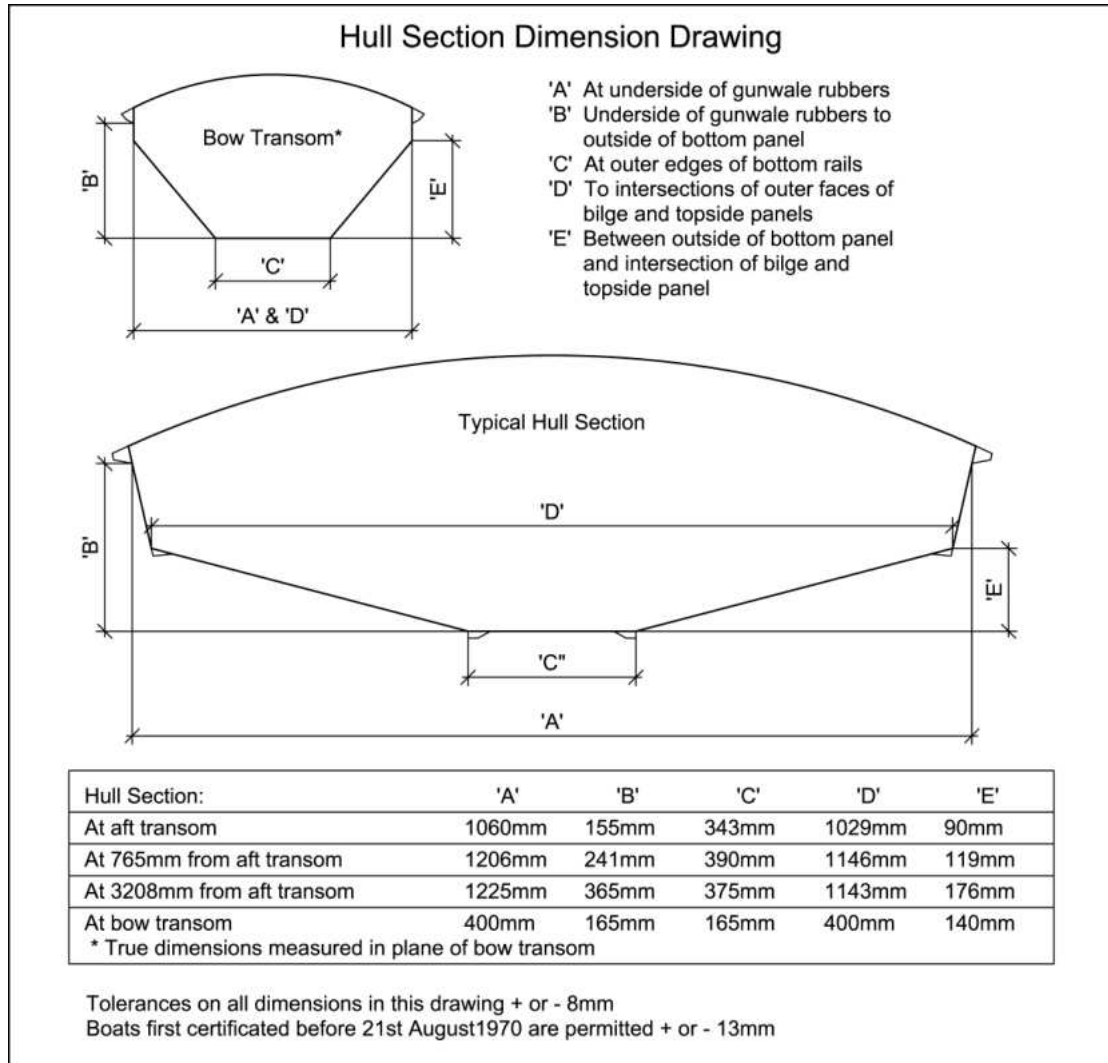 Hull Section Dimension Drawing
'A' At underside of gunwale rubbers
'B' Underside of gunwale rubbers to
outside of bottom panel
'C' At outer edges of bottom rails
'D' To intersections of outer faces of
bilge and topside panels
'E' Between outside of bottom panel
and intersection of bilge and
topside panel
Bow Transom*
'B'
'E'
'C'
'A' & 'D'
Typical Hull Section
'D'
'B'
'E'
'C"
'A'
Hull Section: 'A' 'B' 'C' 'D' 'E'
At aft transom 1060mm 155mm 343mm 1029mm 90mm
At 765mm from aft transom 1206mm 241mm 390mm 1146mm 119mm
At 3208mm from aft transom 1225mm 365mm 375mm 1143mm 176mm
At bow transom 400mm 165mm 165mm 400mm 140mm
* True dimensions measured in plane of bow transom
Tolerances on all dimensions in this drawing + or - 8mm
Boats first certificated before 21st August1970 are permitted + or - 13mm